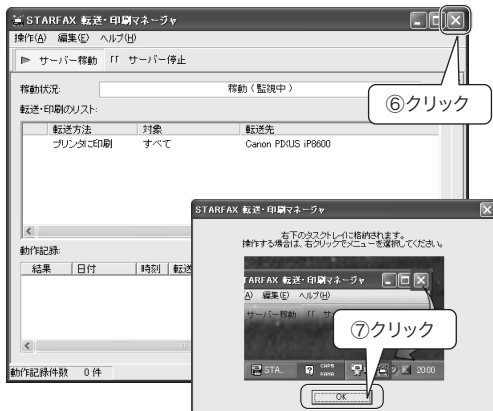 STARFAX 転送・印刷マネージャ
操作(A) 編集(E) ヘルプ(H)
サーバー稼動 サーバー停止
稼動状況: 稼動(監視中)
⑥クリック
転送・印刷のリスト:
転送方法 対象 転送先
プリンタに印刷 すべて Canon PIXUS iP8600
STARFAX 転送・印刷マネージャ
右下のタスクトレイに格納されます。
操作する場合は、右クリックでメニューを選択してください。
動作記録:
結果 日付 時刻 転送
TARFAX 転送・印刷マネージャ
A) 編集(E) ヘルプ(H)
サーバー稼動
⑦クリック
STA... CAPS KANA 20:00
動作記録件数 0 件
OK